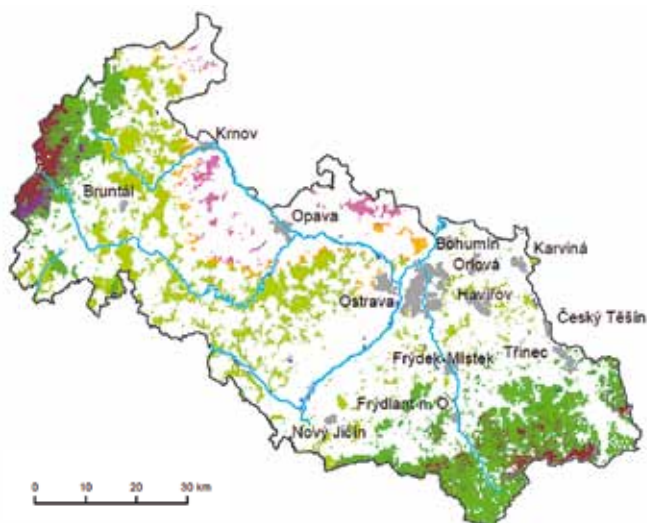 Krnov
Bruntál
Opava
Bohumín
Orlová
Karviná
Ostrava
Havířov
Český Těšín
Frýdek-Místek
Třinec
Frýdlant n O
Nový Jičín
0 10 20 30 km